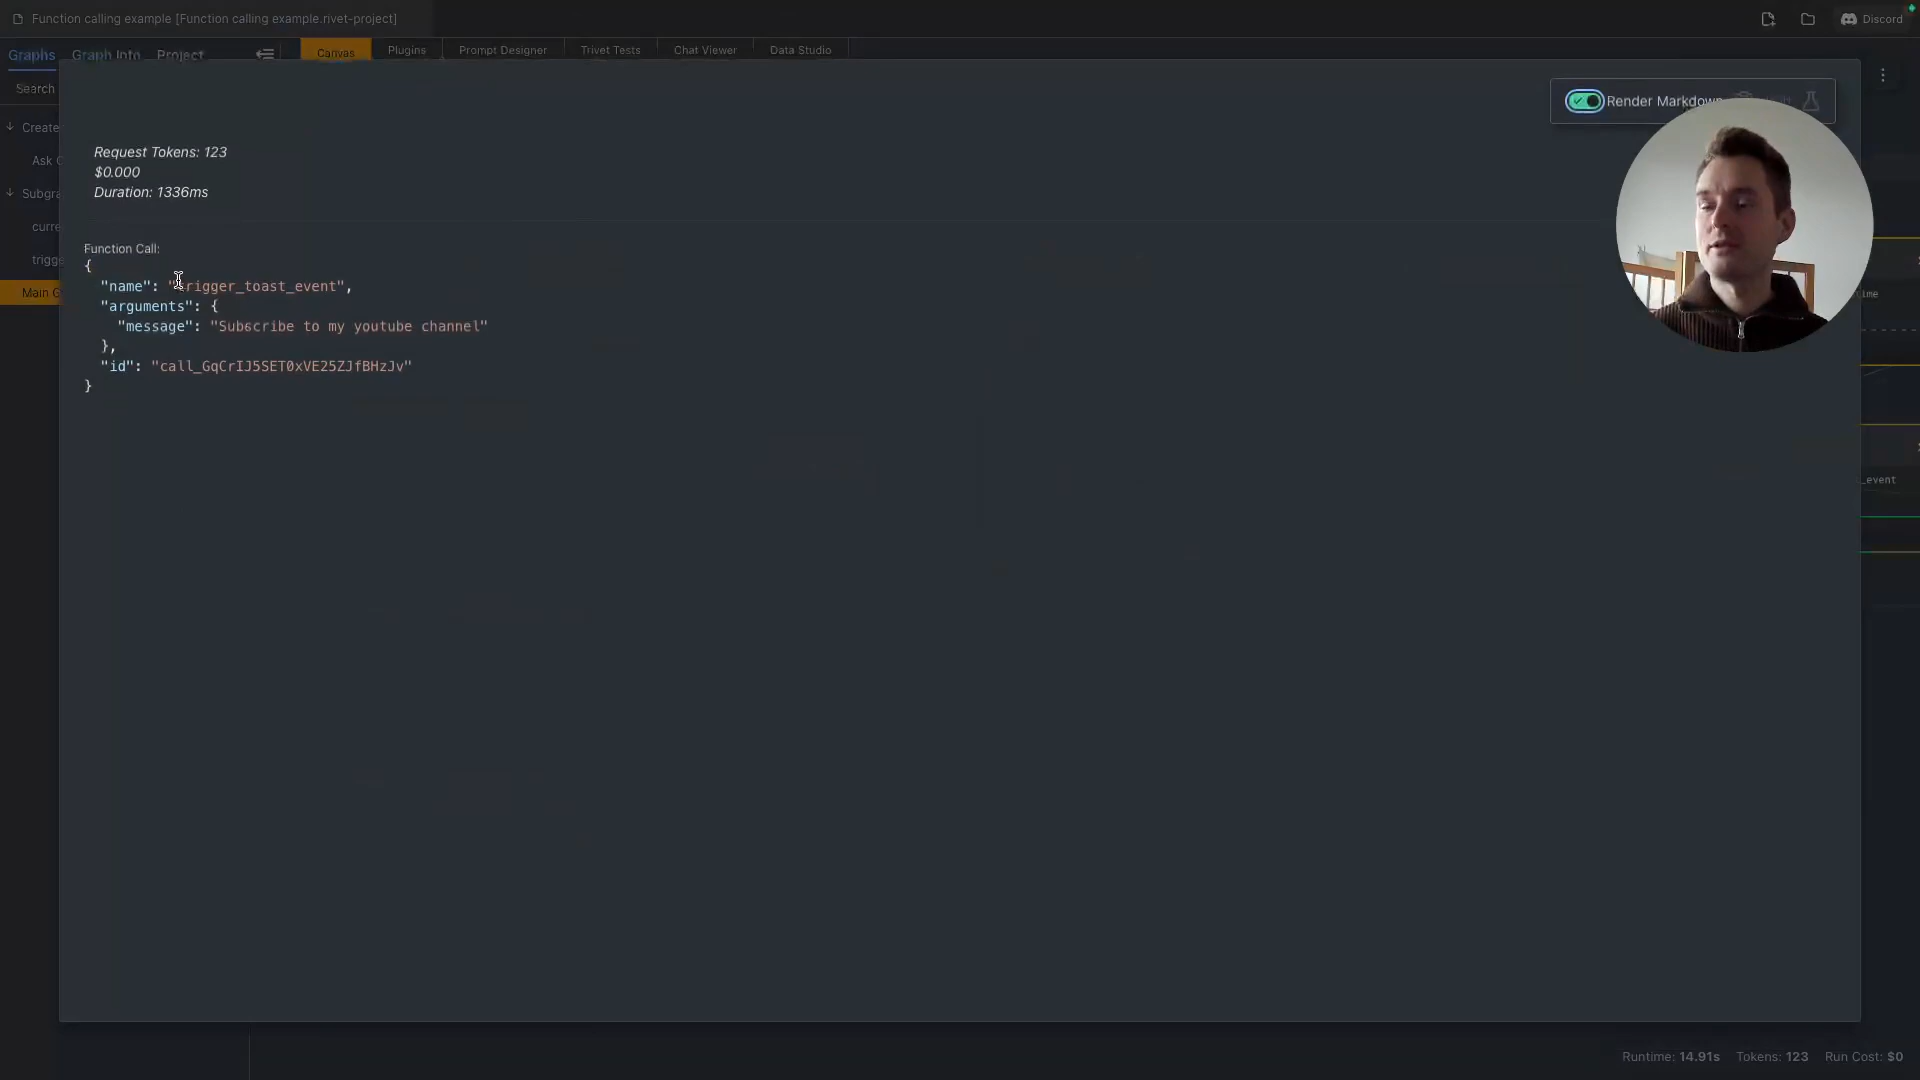 Function calling example [Function calling example.rivet-project]
Discord
Graphs
Graph Info
Project
Canvas
Plugins
Prompt Designer
Trivet Tests
Chat Viewer
Data Studio
Search
Render Markdown
Create
Ask
Subgra
curre
trigge
Main G
Request Tokens: 123
$0.000
Duration: 1336ms
Function Call:
{
"name": "trigger_toast_event",
"arguments": {
"message": "Subscribe to my youtube channel"
},
"id": "call_GqCrIJ5SET0xVE25ZJfBHzJv"
}
ime
_event
Runtime: 14.91s
Tokens: 123
Run Cost: $0